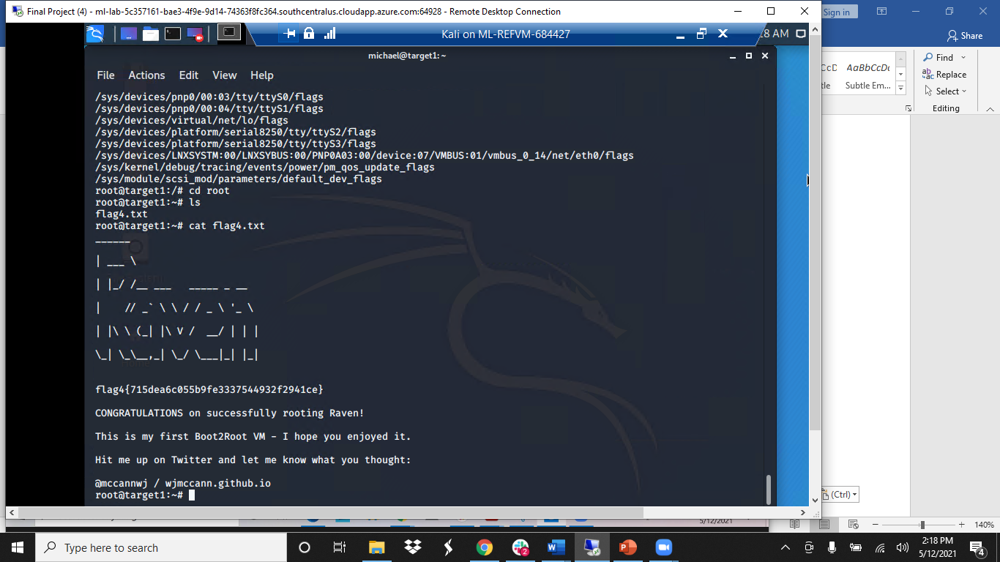 Final Project (4) - ml-lab-5c357161-bae3-4f9e-9d14-74363f8fc364.southcentralus.cloudapp.azure.com:64928 - Remote Desktop Connection
Sign in
Share
Kali on ML-REFVM-684427
8 AM
michael@target1: ~
File Actions Edit View Help
/sys/devices/pnp0/00:03/tty/ttyS0/flags
/sys/devices/pnp0/00:04/tty/ttyS1/flags
/sys/devices/virtual/net/lo/flags
/sys/devices/platform/serial8250/tty/ttyS2/flags
/sys/devices/platform/serial8250/tty/ttyS3/flags
/sys/devices/LNXSYSTM:00/LNXSYBUS:00/PNP0A03:00/device:07/VMBUS:01/vmbus_0_14/net/eth0/flags
/sys/kernel/debug/tracing/events/power/pm_qos_update_flags
/sys/module/scsi_mod/parameters/default_dev_flags
root@target1:/# cd root
root@target1:~# ls
flag4.txt
root@target1:~# cat flag4.txt
______
| ___ \
| |_/ /__ ___   _____ _ __
|    // _` \ \ / / _ \ '_ \
| |\ \ (_| |\ V /  __/ | | |
\_| \_\__,_| \_/ \___|_| |_|
flag4{715dea6c055b9fe3337544932f2941ce}
CONGRATULATIONS on successfully rooting Raven!
This is my first Boot2Root VM - I hope you enjoyed it.
Hit me up on Twitter and let me know what you thought:
@mccannwj / wjmccann.github.io
root@target1:~#
CcD AaBbCcDc
tle Subtle Em...
Find
Replace
Select
Editing
(Ctrl)
5/12/2021
140%
Type here to search
2
2:18 PM
5/12/2021
4